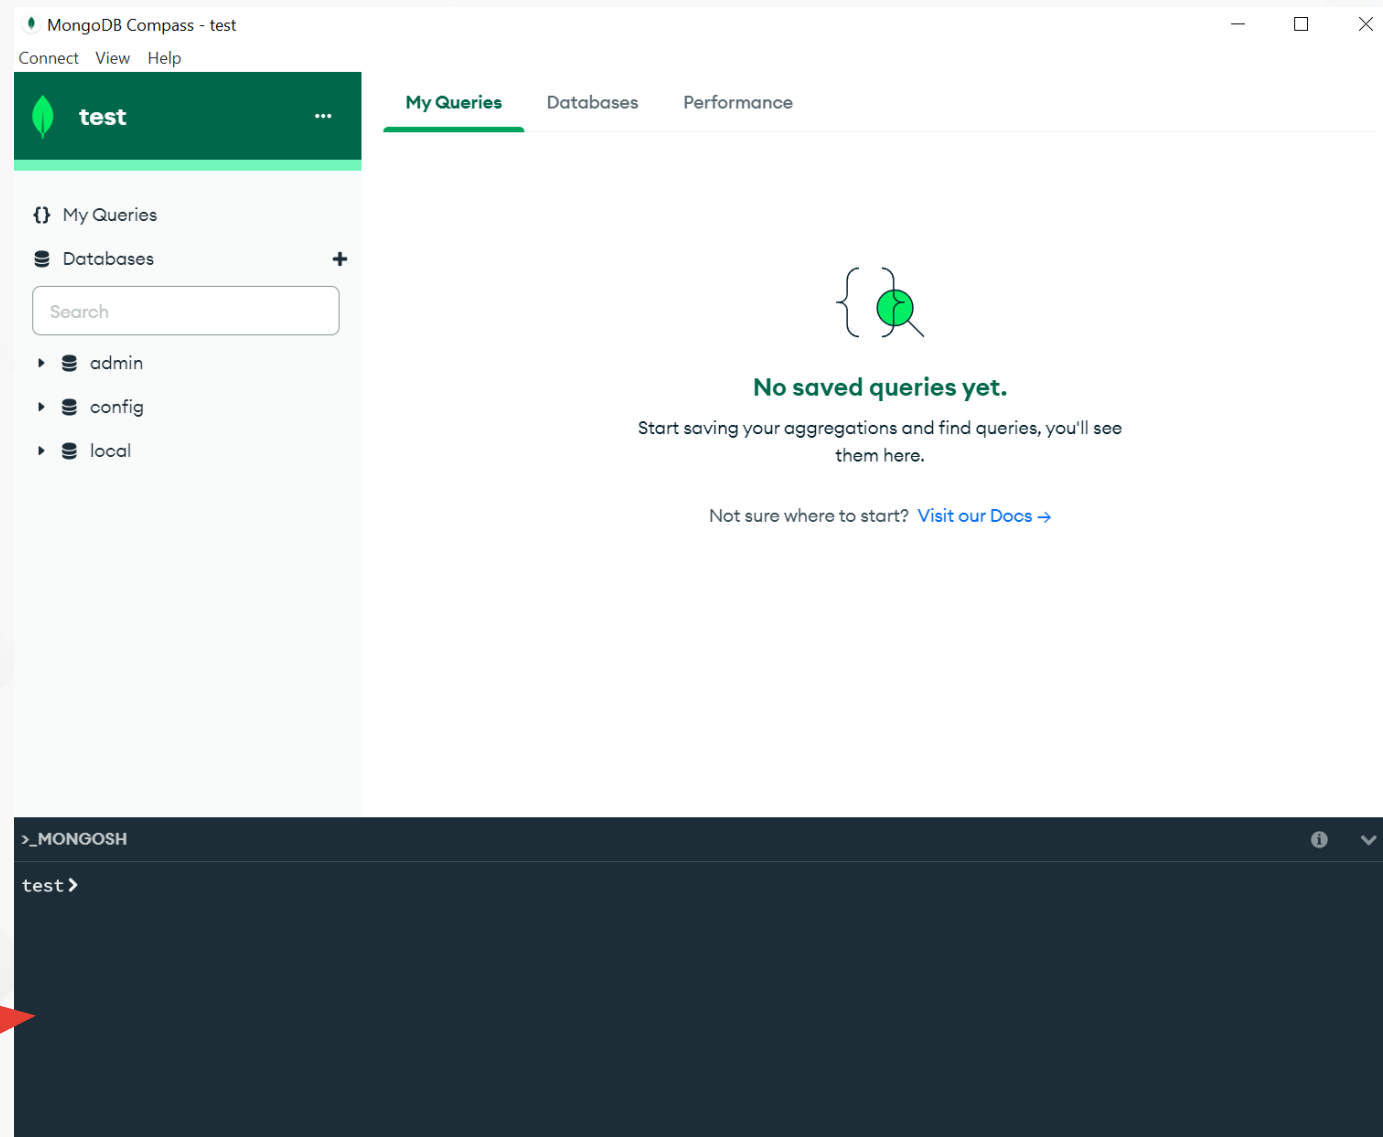 MongoDB Compass - test
Connect View Help
test ...
My Queries Databases Performance
{} My Queries
Databases +
Search
admin
config
local
No saved queries yet.
Start saving your aggregations and find queries, you'll see
them here.
Not sure where to start? Visit our Docs →
>_MONGOSH
test>